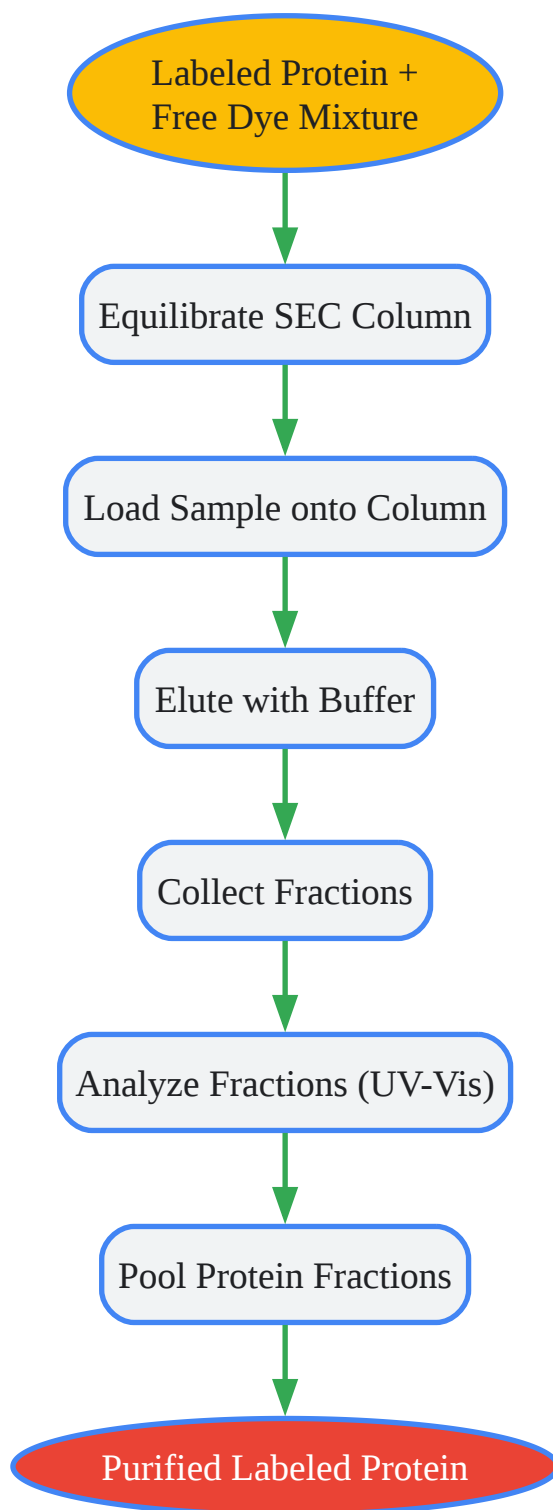 Labeled Protein +
Free Dye Mixture
Equilibrate SEC Column
Load Sample onto Column
Elute with Buffer
Collect Fractions
Analyze Fractions (UV-Vis)
Pool Protein Fractions
Purified Labeled Protein